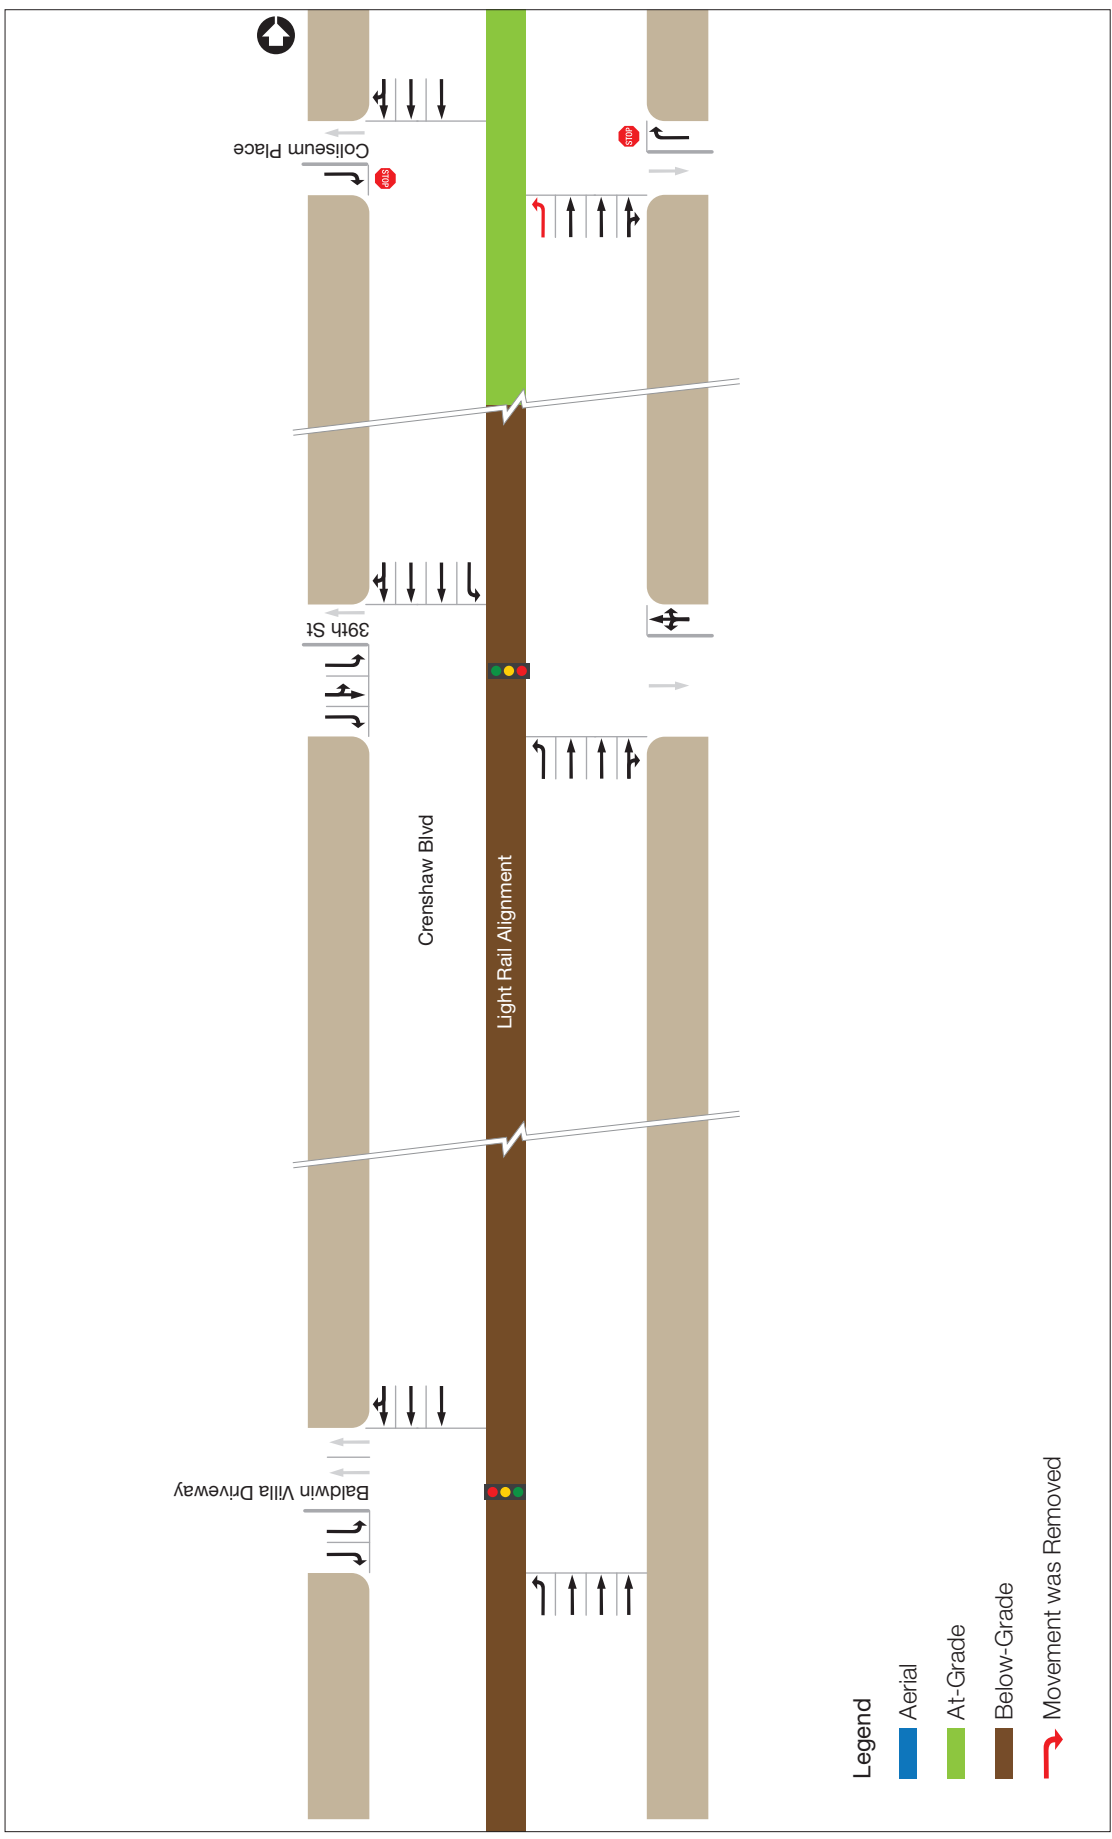 Coliseum Place
STOP
STOP
39th St
Crenshaw Blvd
Light Rail Alignment
Baldwin Villa Driveway
Legend
Aerial
At-Grade
Below-Grade
Movement was Removed